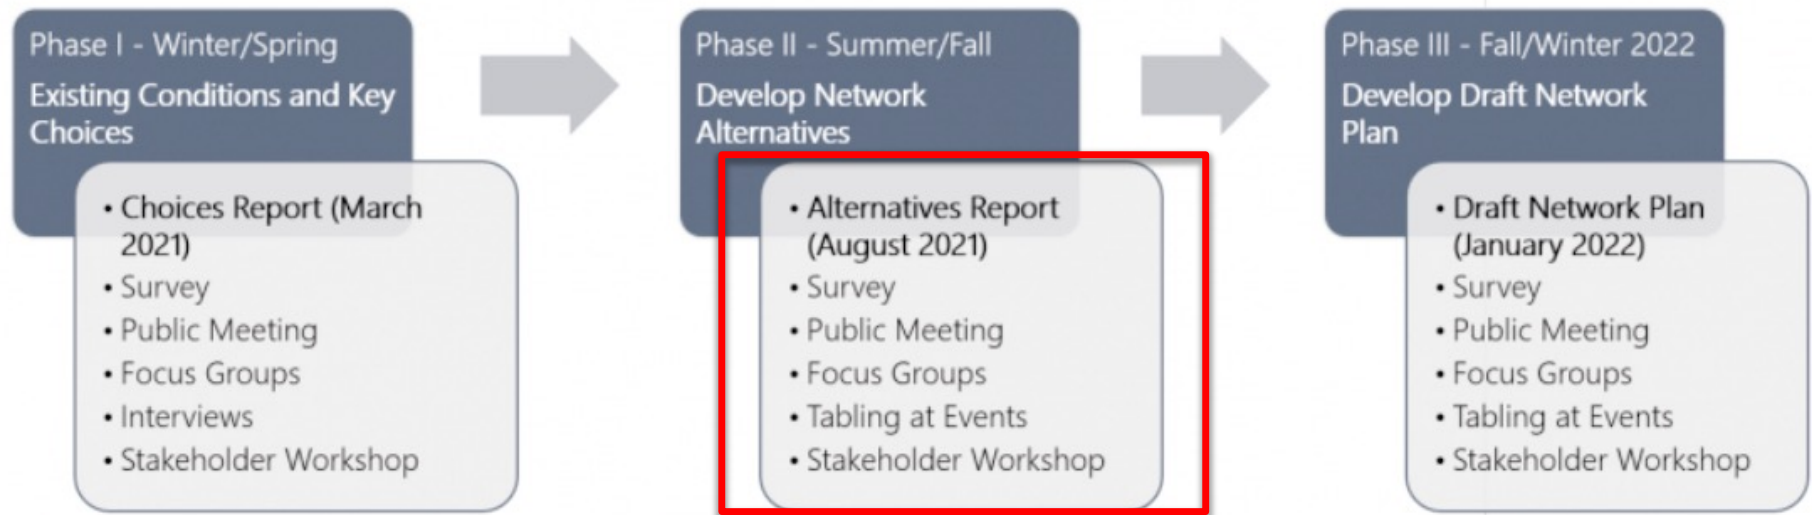 Phase I - Winter/Spring
Existing Conditions and Key
Choices
• Choices Report (March
2021)
• Survey
• Public Meeting
• Focus Groups
• Interviews
• Stakeholder Workshop
Phase II - Summer/Fall
Develop Network
Alternatives
• Alternatives Report
(August 2021)
• Survey
• Public Meeting
• Focus Groups
• Tabling at Events
• Stakeholder Workshop
Phase III - Fall/Winter 2022
Develop Draft Network
Plan
• Draft Network Plan
(January 2022)
• Survey
• Public Meeting
• Focus Groups
• Tabling at Events
• Stakeholder Workshop